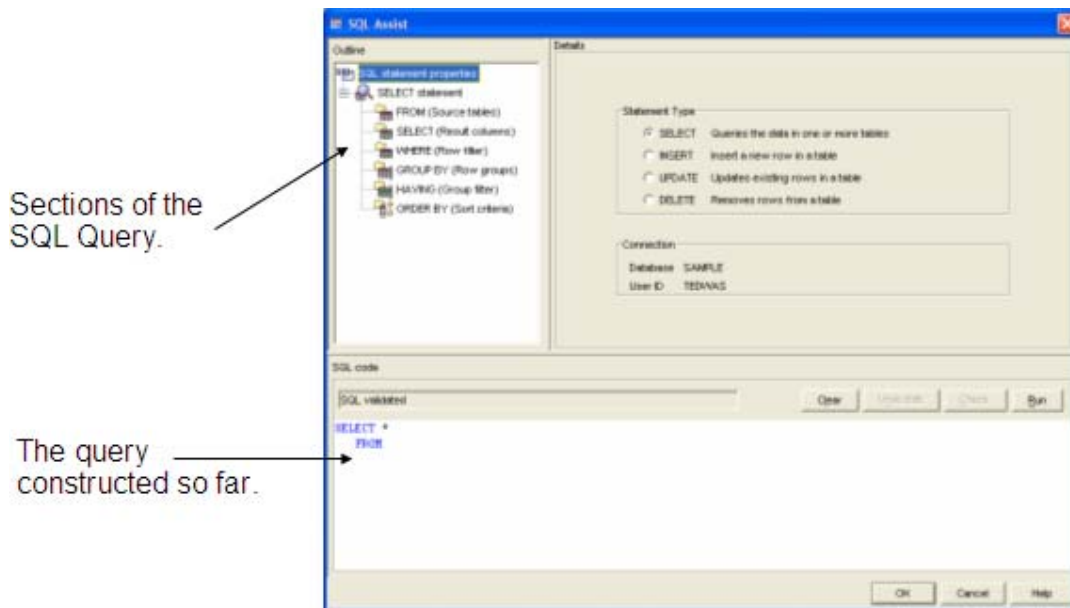 SQL Assist
Outline
Details
SQL statement properties
SELECT statement
FROM (Source tables)
SELECT (Result columns)
WHERE (Row filter)
GROUP BY (Row groups)
HAVING (Group filter)
ORDER BY (Sort criteria)
Statement Type
SELECT Queries the data in one or more tables
INSERT Insert a new row in a table
UPDATE Updates existing rows in a table
DELETE Removes rows from a table
Connection
Database SAMPLE
User ID TEDWAS
Sections of the
SQL Query.
SQL code
SQL validated
Clear Check Run
SELECT *
FROM
The query
constructed so far.
OK Cancel Help